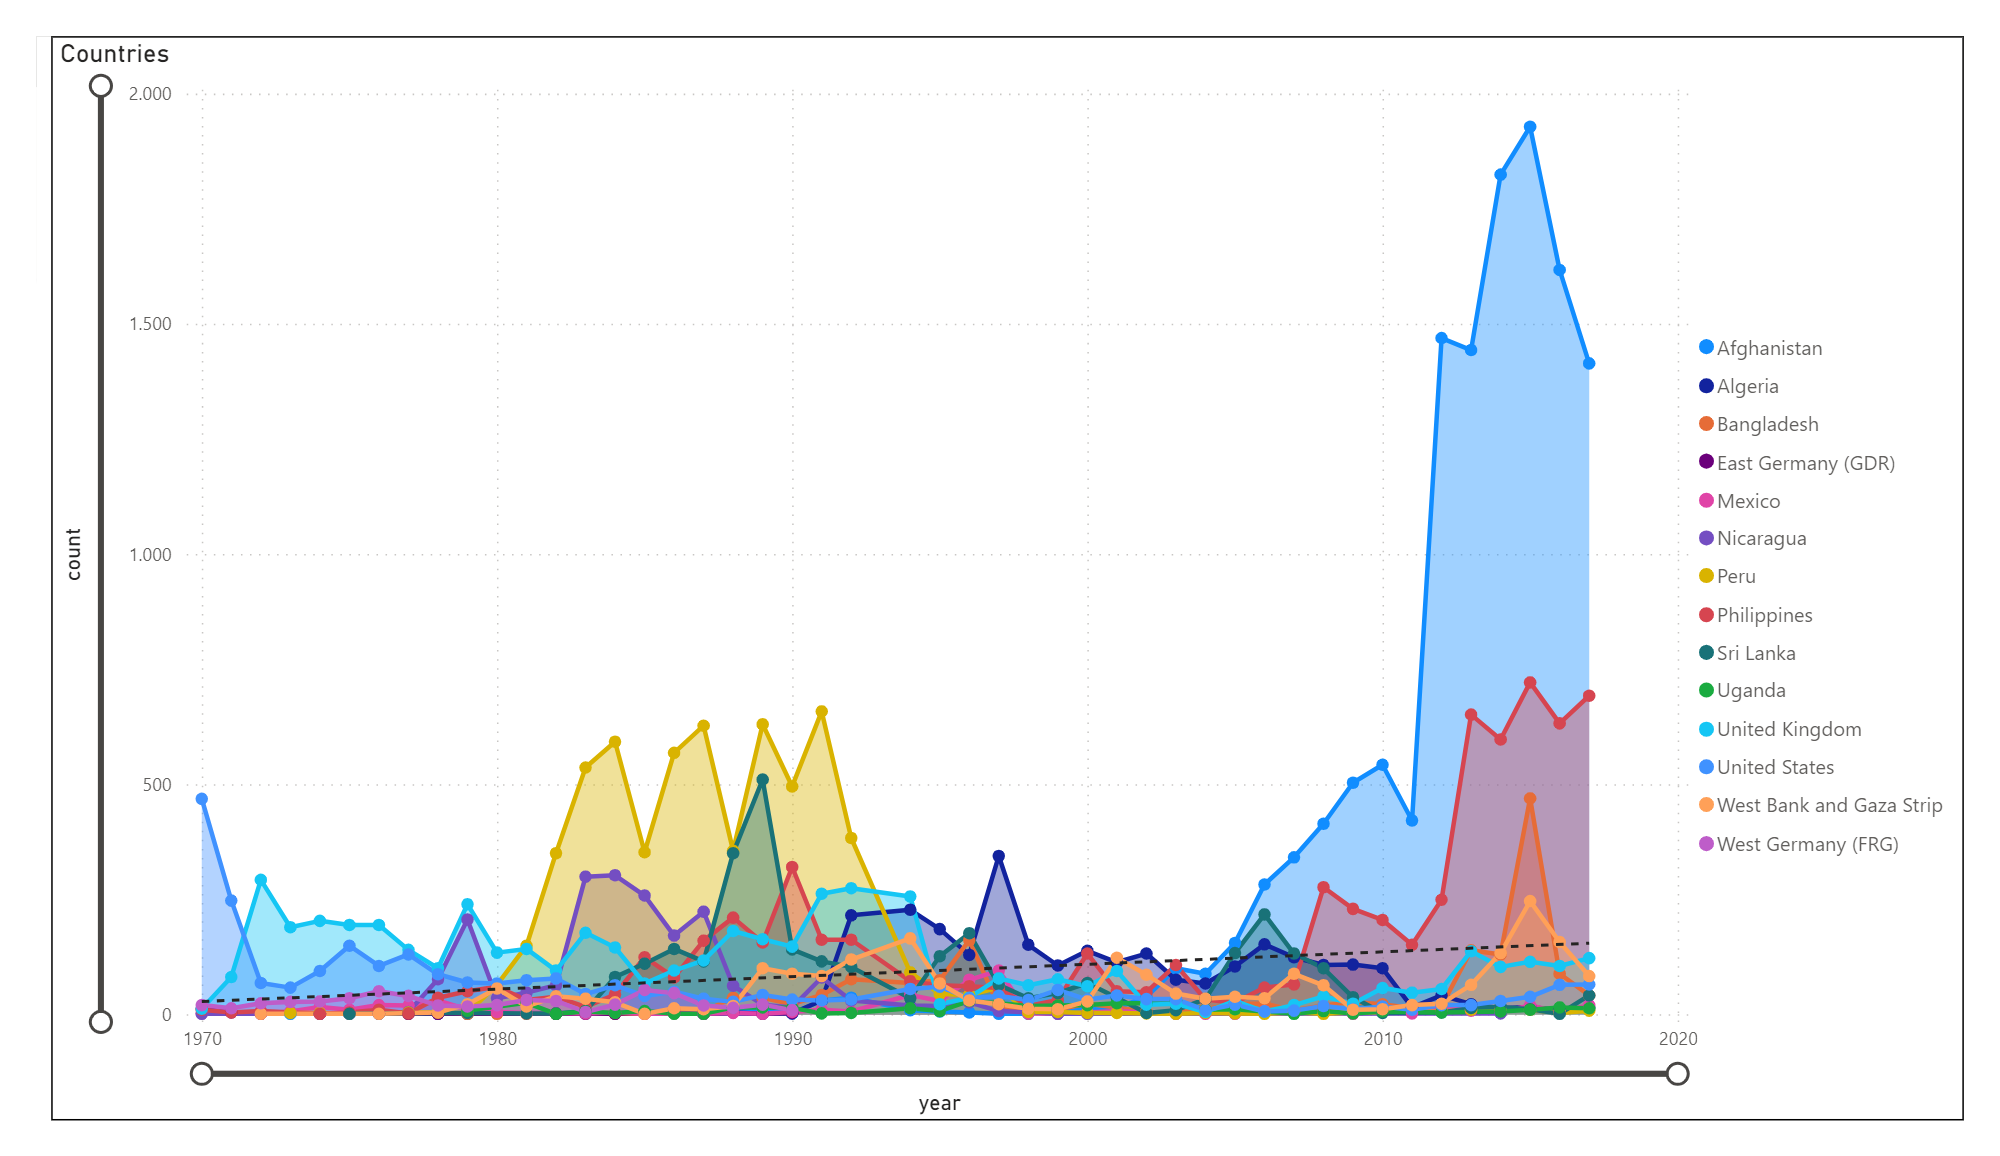 Countries
2.000
1.500
1.000
500
0
count
1970 1980 1990 2000 2010 2020
year
Afghanistan
Algeria
Bangladesh
East Germany (GDR)
Mexico
Nicaragua
Peru
Philippines
Sri Lanka
Uganda
United Kingdom
United States
West Bank and Gaza Strip
West Germany (FRG)